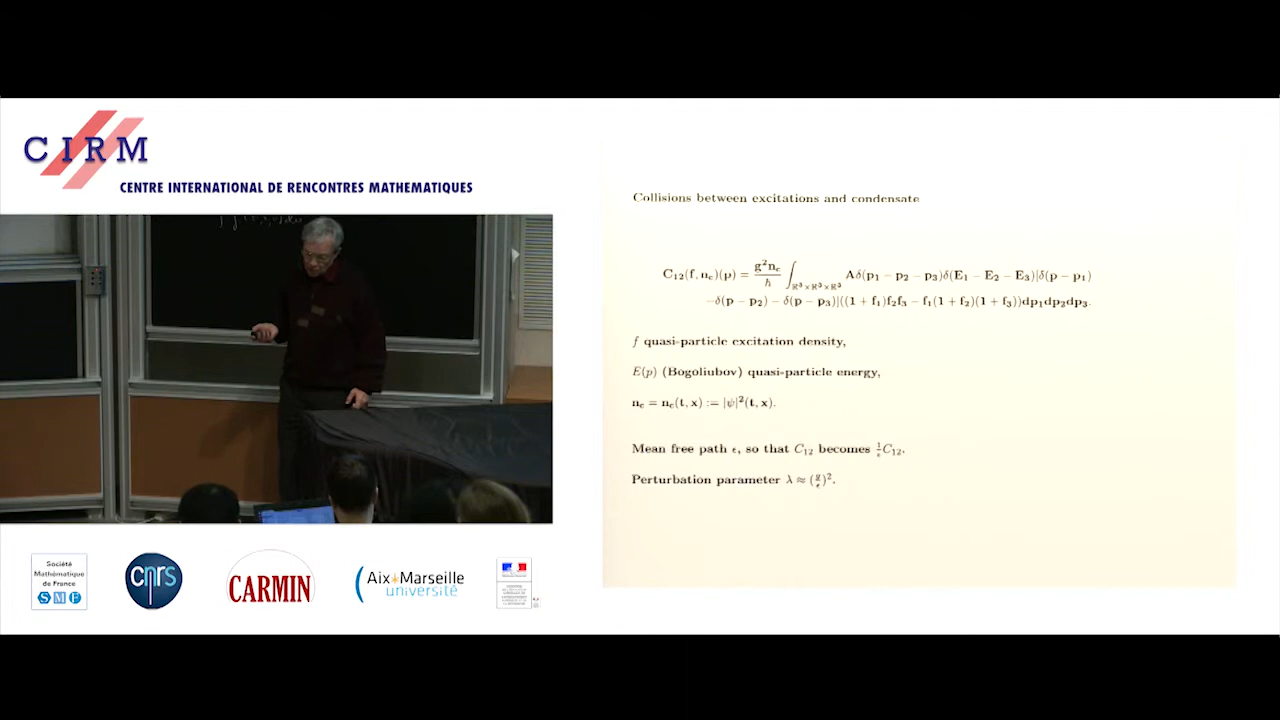 CIRM
CENTRE INTERNATIONAL DE RENCONTRES MATHEMATIQUES
Collisions between excitations and condensate
C₁₂(f, n_c)(p) = g²n_c/ħ ∫_{ℝ³×ℝ³×ℝ³} Aδ(p₁ − p₂ − p₃)δ(E₁ − E₂ − E₃)[δ(p − p₁)
−δ(p − p₂) − δ(p − p₃)]((1 + f₁)f₂f₃ − f₁(1 + f₂)(1 + f₃))dp₁dp₂dp₃.
f quasi-particle excitation density,
E(p) (Bogoliubov) quasi-particle energy,
n_c = n_c(t, x) := |ψ|²(t, x).
Mean free path ϵ, so that C₁₂ becomes 1/ϵ C₁₂.
Perturbation parameter λ ≈ (g/ϵ)².
Société
Mathématique
de France
SMF
cnrs
CARMIN
Aix*Marseille
université